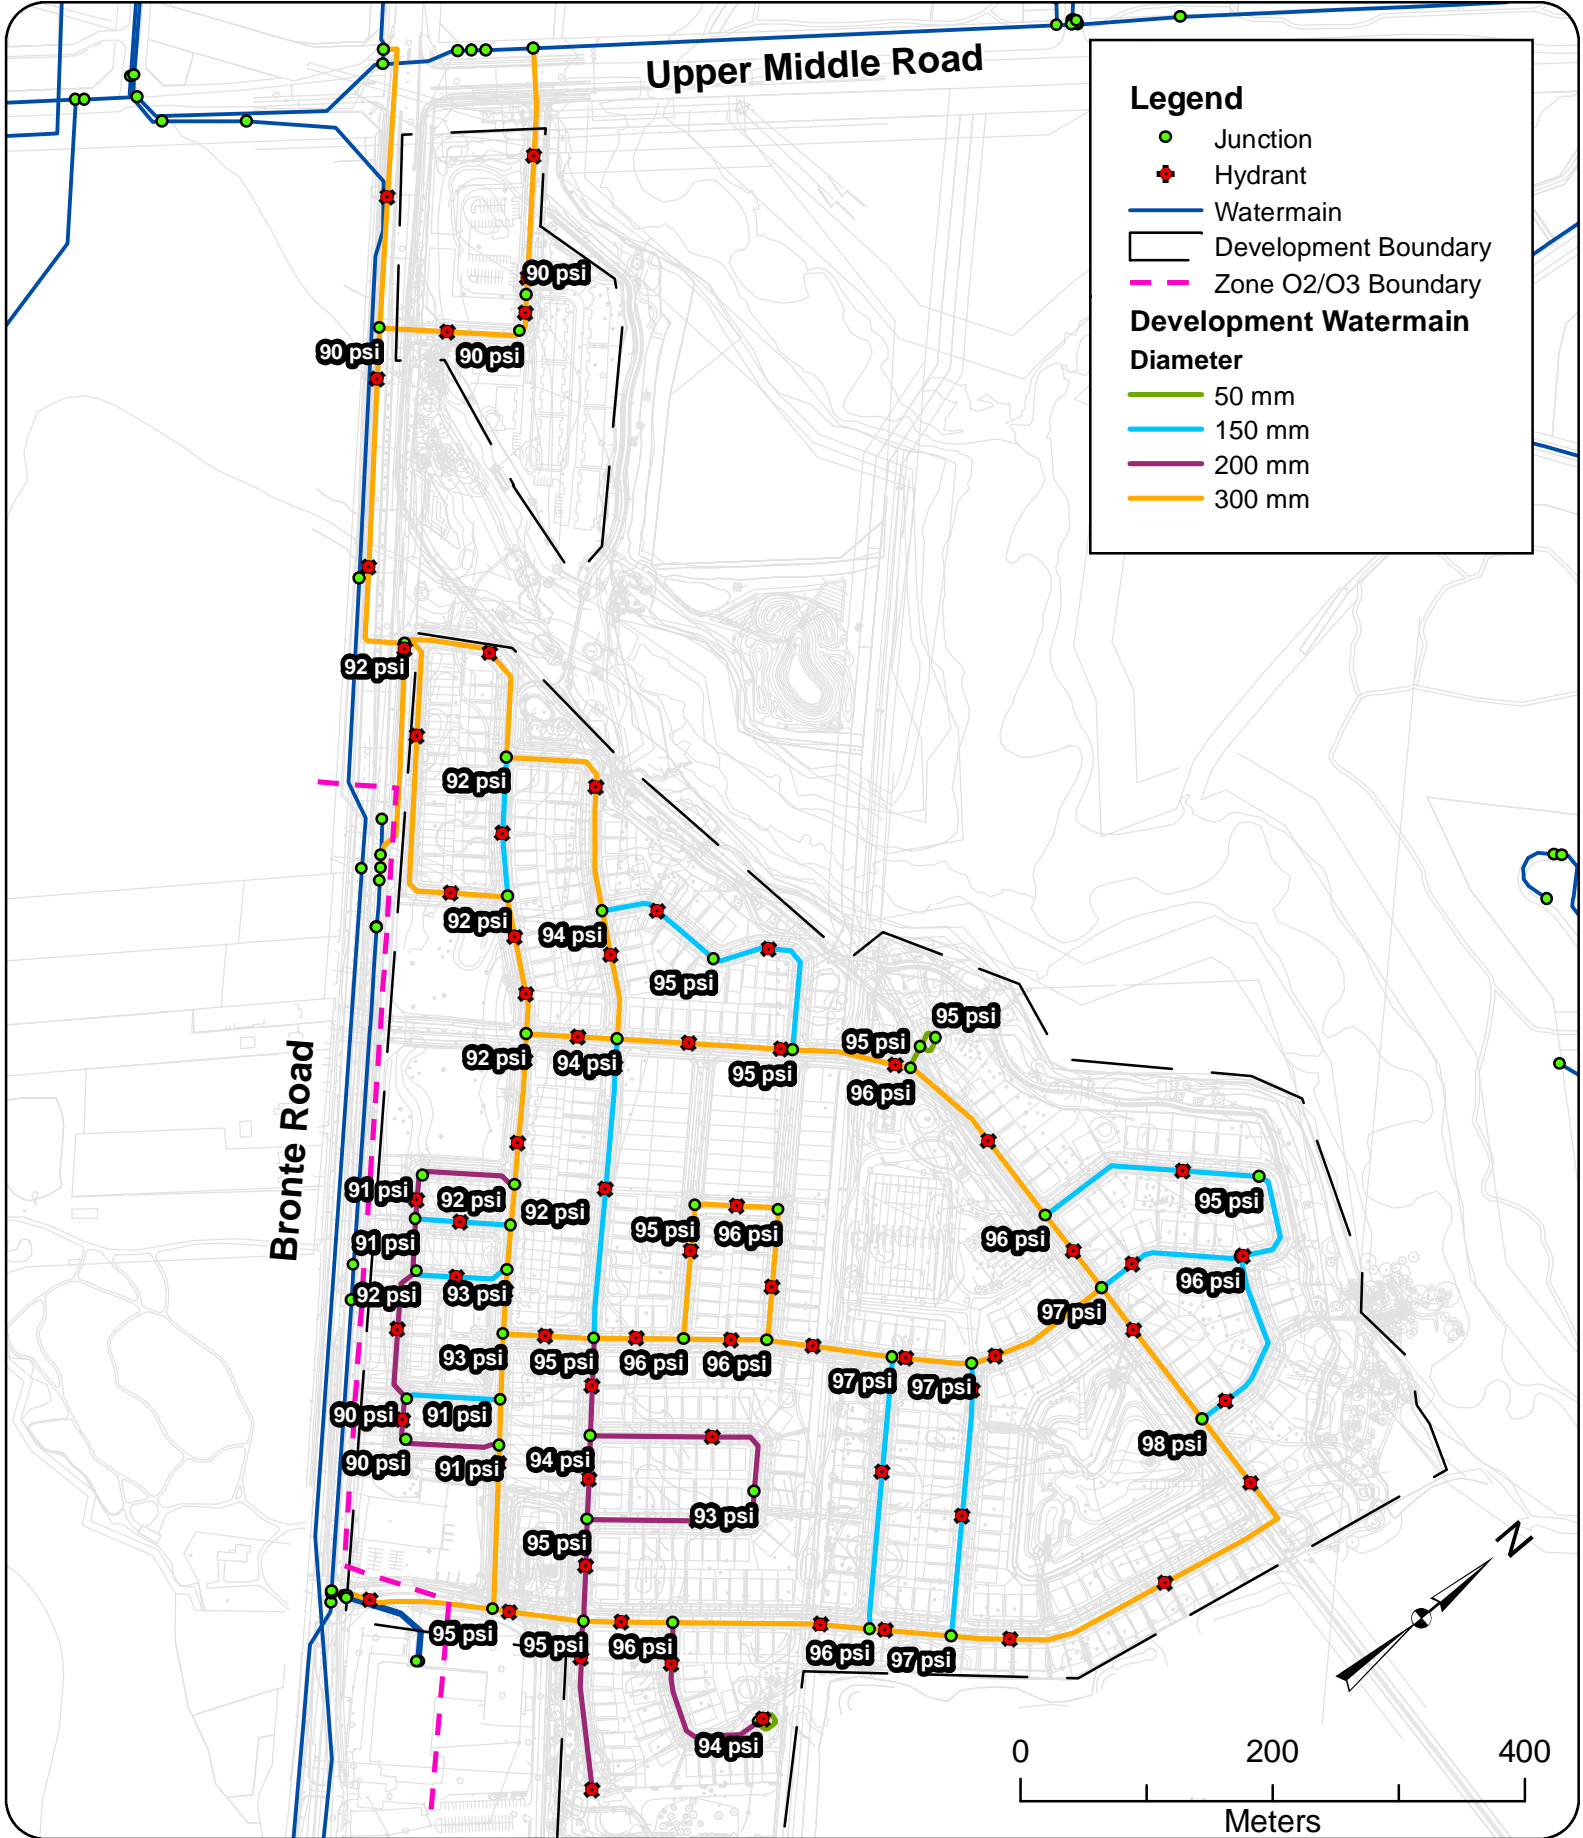 Upper Middle Road
Legend
Junction
Hydrant
Watermain
Development Boundary
Zone O2/O3 Boundary
Development Watermain
Diameter
50 mm
150 mm
200 mm
300 mm
90 psi
90 psi
90 psi
92 psi
92 psi
92 psi
94 psi
95 psi
95 psi
95 psi
92 psi
94 psi
95 psi
96 psi
Bronte Road
91 psi
92 psi
92 psi
95 psi
96 psi
95 psi
96 psi
91 psi
92 psi
93 psi
96 psi
97 psi
93 psi
95 psi
96 psi
96 psi
97 psi
97 psi
90 psi
91 psi
98 psi
90 psi
91 psi
94 psi
93 psi
95 psi
N
95 psi
95 psi
96 psi
96 psi
97 psi
94 psi
0 200 400
Meters